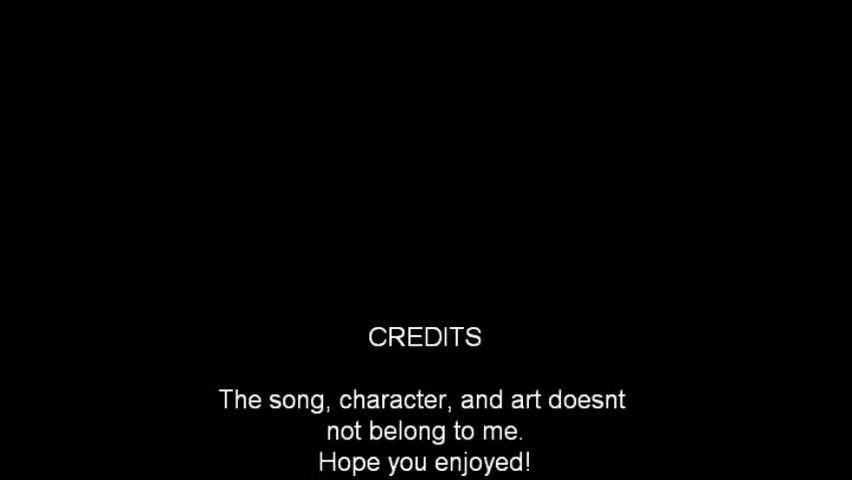 CREDITS
The song, character, and art doesnt
not belong to me.
Hope you enjoyed!